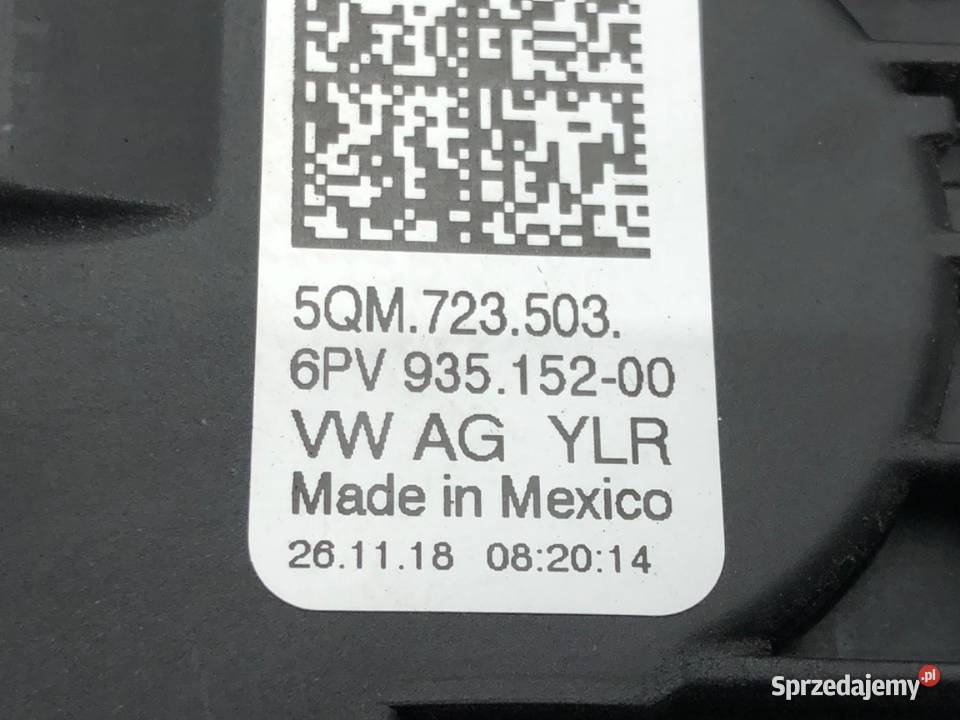 5QM.723.503.
6PV 935.152-00
VW AG YLR
Made in Mexico
26.11.18 08:20:14
Sprzedajemy.pl